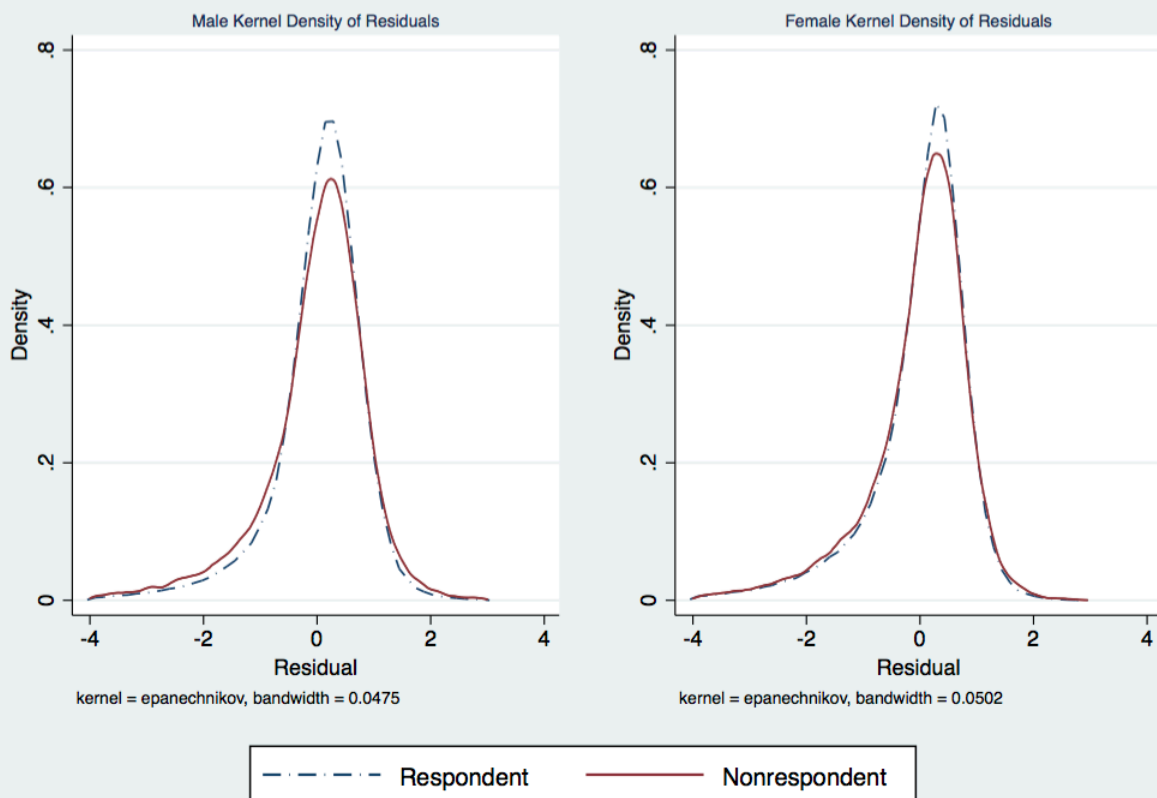 Male Kernel Density of Residuals
.8
.6
.4
.2
0
Density
-4 -2 0 2 4
Residual
kernel = epanechnikov, bandwidth = 0.0475
Female Kernel Density of Residuals
.8
.6
.4
.2
0
Density
-4 -2 0 2 4
Residual
kernel = epanechnikov, bandwidth = 0.0502
Respondent Nonrespondent